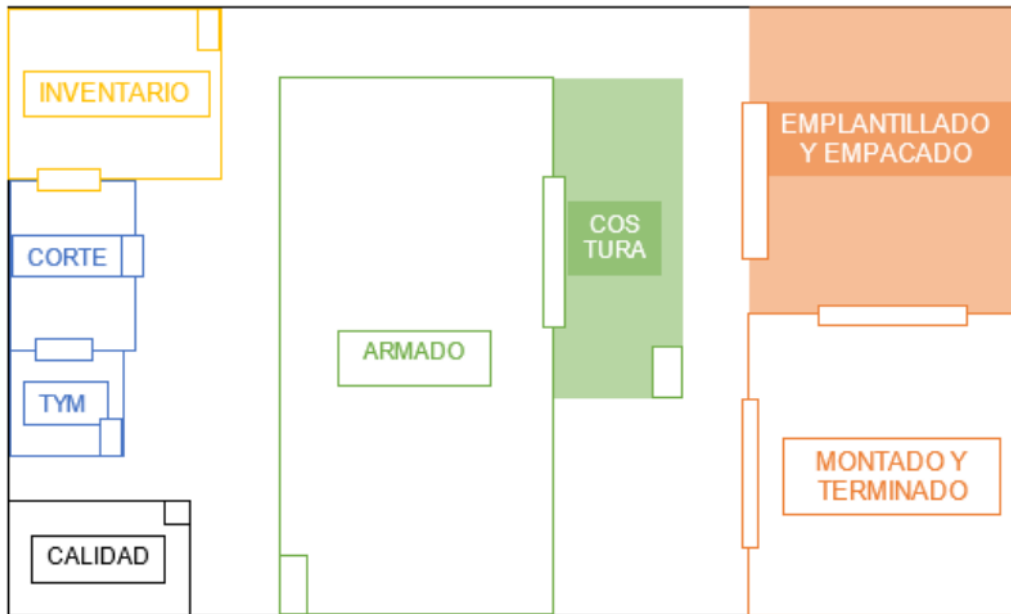 INVENTARIO
CORTE
TYM
CALIDAD
ARMADO
COS
TURA
EMPLANTILLADO
Y EMPACADO
MONTADO Y
TERMINADO